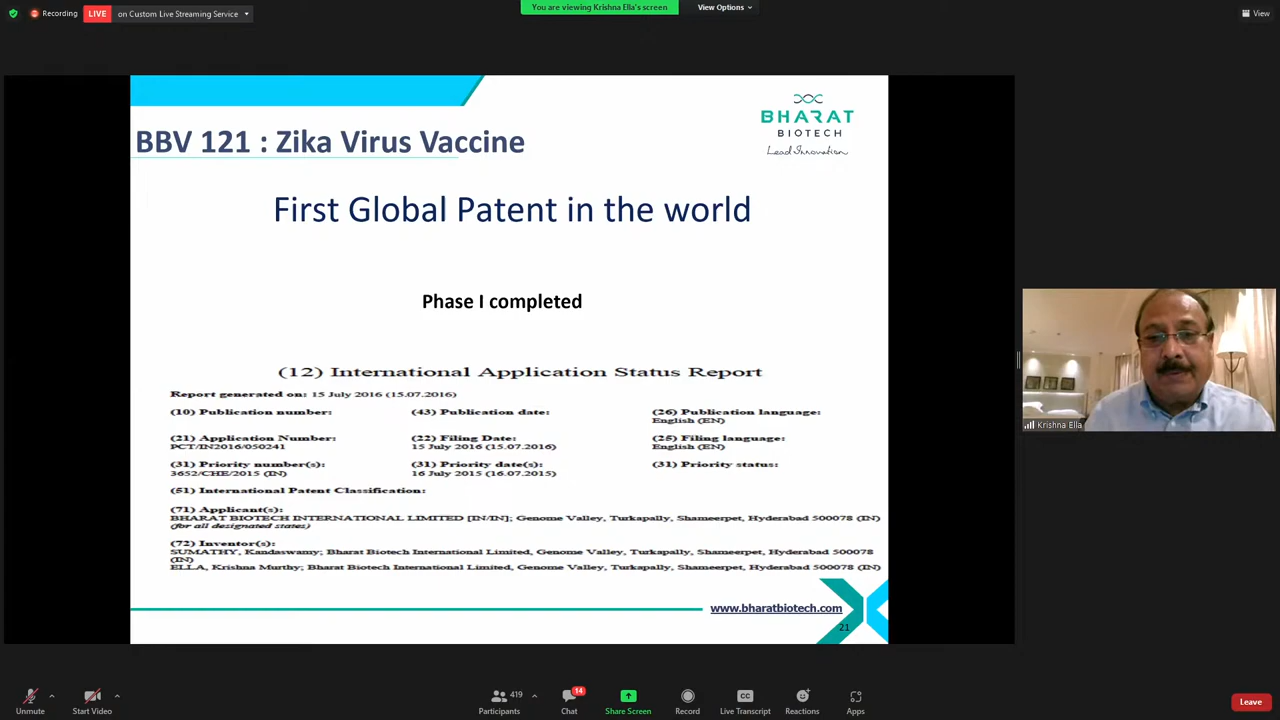 Recording
LIVE
on Custom Live Streaming Service
You are viewing Krishna Ella's screen
View Options
View
BHARAT
BIOTECH
Lead Innovation
BBV 121 : Zika Virus Vaccine
First Global Patent in the world
Phase I completed
(12) International Application Status Report
Report generated on: 15 July 2016 (15.07.2016)
(10) Publication number: (43) Publication date: (26) Publication language:
English (EN)
(21) Application Number: (22) Filing Date: (25) Filing language:
PCT/IN2016/050241 15 July 2016 (15.07.2016) English (EN)
(31) Priority number(s): (31) Priority date(s): (31) Priority status:
3652/CHE/2015 (IN) 16 July 2015 (16.07.2015)
(51) International Patent Classification:
(71) Applicant(s):
BHARAT BIOTECH INTERNATIONAL LIMITED [IN/IN]; Genome Valley, Turkapally, Shameerpet, Hyderabad 500078 (IN)
(for all designated states)
(72) Inventor(s):
SUMATHY, Kandaswamy; Bharat Biotech International Limited, Genome Valley, Turkapally, Shameerpet, Hyderabad 500078
(IN)
ELLA, Krishna Murthy; Bharat Biotech International Limited, Genome Valley, Turkapally, Shameerpet, Hyderabad 500078 (IN)
www.bharatbiotech.com
21
Krishna Ella
Unmute
Start Video
419
Participants
14
Chat
Share Screen
Record
CC
Live Transcript
Reactions
Apps
Leave